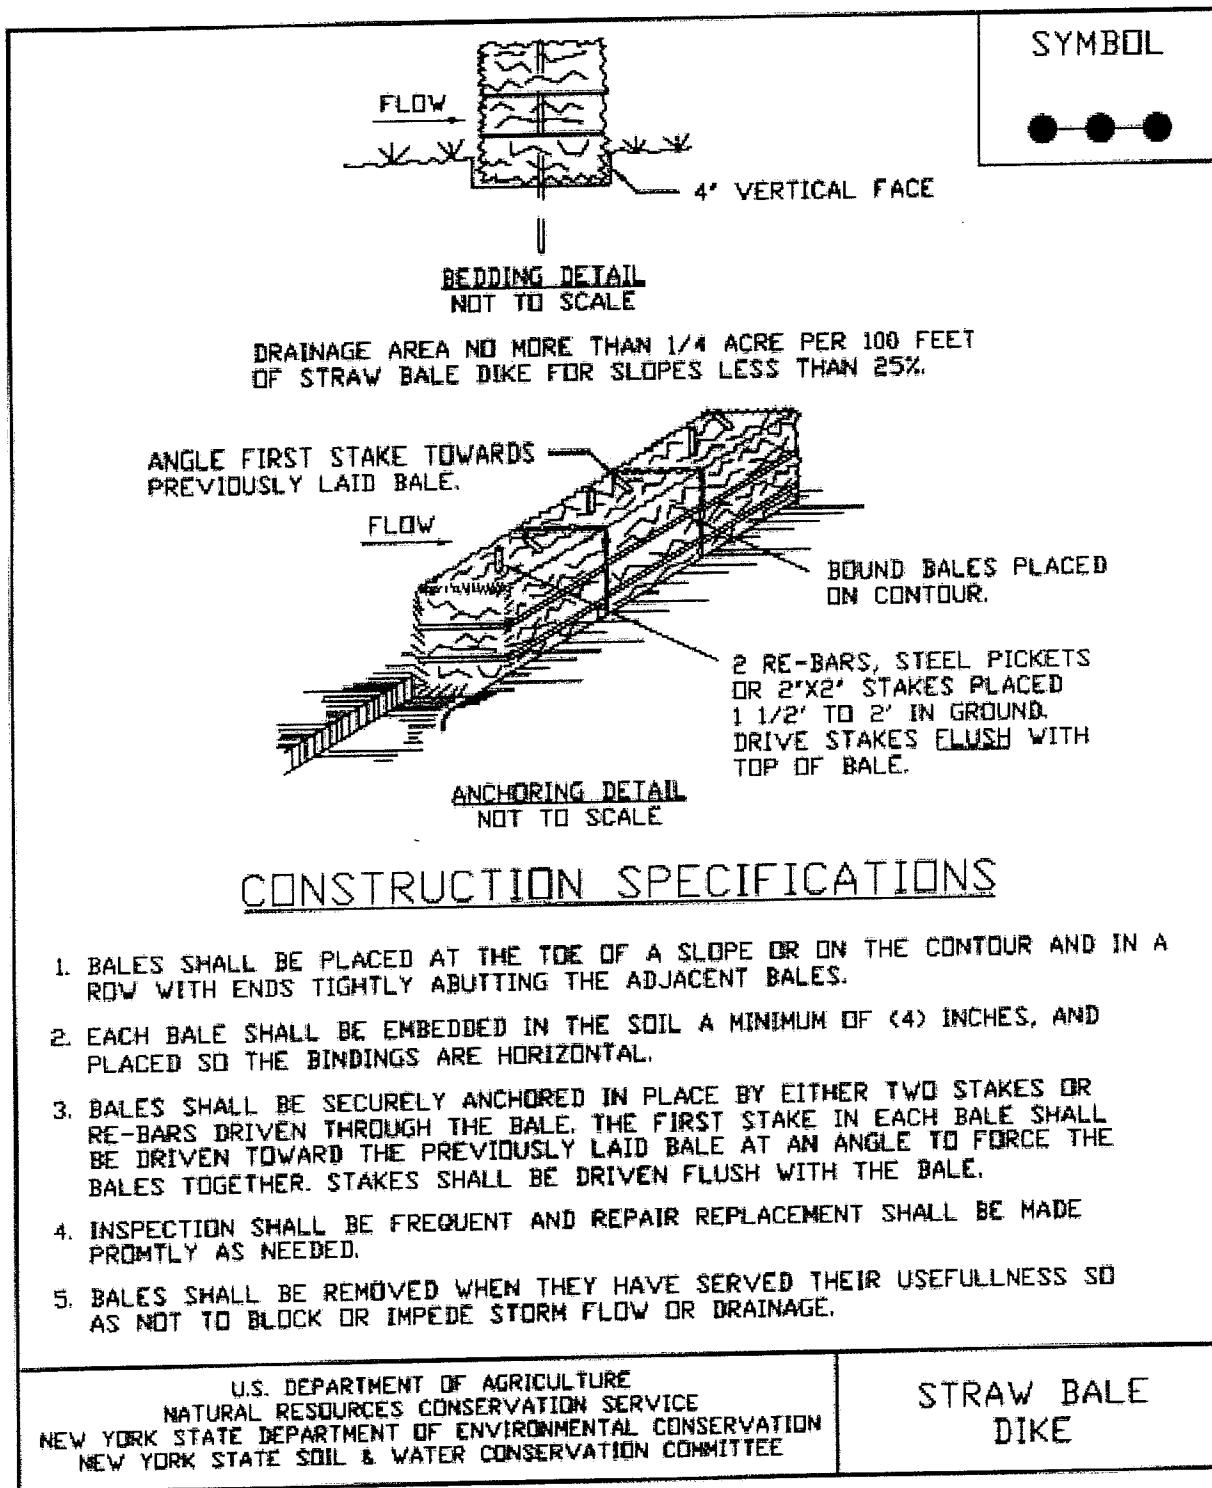 SYMBOL
FLOW
4" VERTICAL FACE
BEDDING DETAIL
NOT TO SCALE
DRAINAGE AREA NO MORE THAN 1/4 ACRE PER 100 FEET
OF STRAW BALE DIKE FOR SLOPES LESS THAN 25%.
ANGLE FIRST STAKE TOWARDS
PREVIOUSLY LAID BALE.
FLOW
BOUND BALES PLACED
ON CONTOUR.
2 RE-BARS, STEEL PICKETS
OR 2"X2" STAKES PLACED
1 1/2' TO 2' IN GROUND.
DRIVE STAKES FLUSH WITH
TOP OF BALE.
ANCHORING DETAIL
NOT TO SCALE
CONSTRUCTION SPECIFICATIONS
1. BALES SHALL BE PLACED AT THE TOE OF A SLOPE OR ON THE CONTOUR AND IN A
ROW WITH ENDS TIGHTLY ABUTTING THE ADJACENT BALES.
2. EACH BALE SHALL BE EMBEDDED IN THE SOIL A MINIMUM OF (4) INCHES, AND
PLACED SO THE BINDINGS ARE HORIZONTAL.
3. BALES SHALL BE SECURELY ANCHORED IN PLACE BY EITHER TWO STAKES OR
RE-BARS DRIVEN THROUGH THE BALE. THE FIRST STAKE IN EACH BALE SHALL
BE DRIVEN TOWARD THE PREVIOUSLY LAID BALE AT AN ANGLE TO FORCE THE
BALES TOGETHER. STAKES SHALL BE DRIVEN FLUSH WITH THE BALE.
4. INSPECTION SHALL BE FREQUENT AND REPAIR REPLACEMENT SHALL BE MADE
PROMTLY AS NEEDED.
5. BALES SHALL BE REMOVED WHEN THEY HAVE SERVED THEIR USEFULLNESS SO
AS NOT TO BLOCK OR IMPEDE STORM FLOW OR DRAINAGE.
U.S. DEPARTMENT OF AGRICULTURE
NATURAL RESOURCES CONSERVATION SERVICE
NEW YORK STATE DEPARTMENT OF ENVIRONMENTAL CONSERVATION
NEW YORK STATE SOIL & WATER CONSERVATION COMMITTEE
STRAW BALE
DIKE